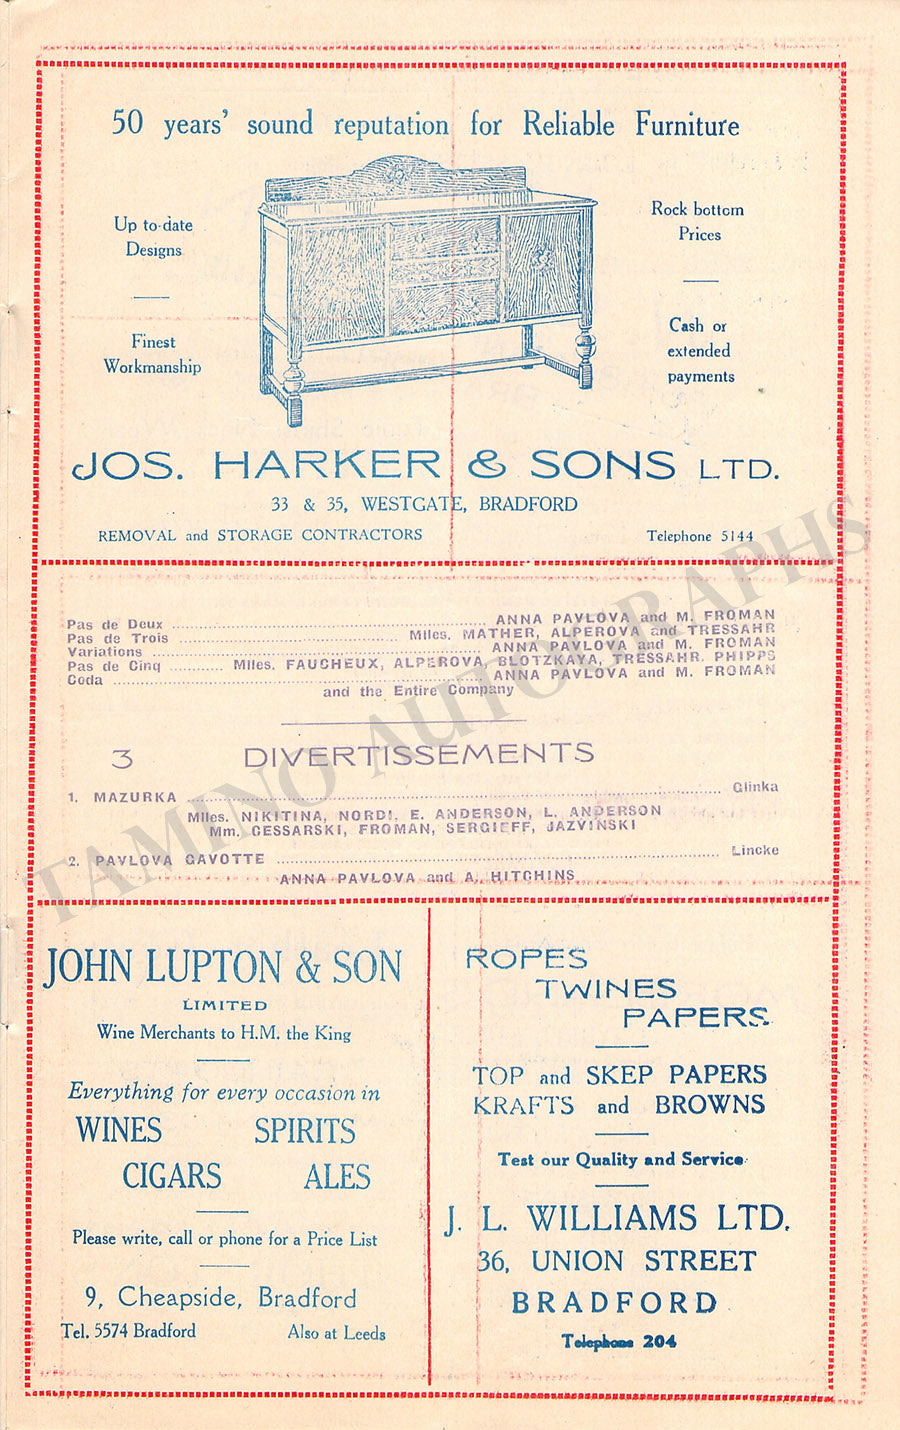 50 years' sound reputation for Reliable Furniture
Up to-date
Designs
Finest
Workmanship
Rock bottom
Prices
Cash or
extended
payments
JOS. HARKER & SONS LTD.
33 & 35, WESTGATE, BRADFORD
REMOVAL and STORAGE CONTRACTORS Telephone 5144
Pas de Deux ANNA PAVLOVA and M. FROMAN
Pas de Trois Mlles. MATHER, ALPEROVA and TRESSAHR
Variations ANNA PAVLOVA and M. FROMAN
Pas de Cinq Mlles. FAUCHEUX, ALPEROVA BLOTZKAYA, TRESSAHR. PHIPPS
Coda ANNA PAVLOVA and M. FROMAN
and the Entire Company
3 DIVERTISSEMENTS
1. MAZURKA Glinka
Mlles. NIKITINA, NORDI, E. ANDERSON, L. ANDERSON
Mm. CESSARSKI, FROMAN, SERGIEFF, JAZVINSKI
2. PAVLOVA GAVOTTE Lincke
ANNA PAVLOVA and A. HITCHINS
TAMINO AUTOGRAPHS
JOHN LUPTON & SON
LIMITED
Wine Merchants to H.M. the King
Everything for every occasion in
WINES SPIRITS
CIGARS ALES
Please write, call or phone for a Price List
9, Cheapside, Bradford
Tel. 5574 Bradford Also at Leeds
ROPES
TWINES
PAPERS
TOP and SKEP PAPERS
KRAFTS and BROWNS
Test our Quality and Service
J. L. WILLIAMS LTD.
36, UNION STREET
BRADFORD
Telephone 204